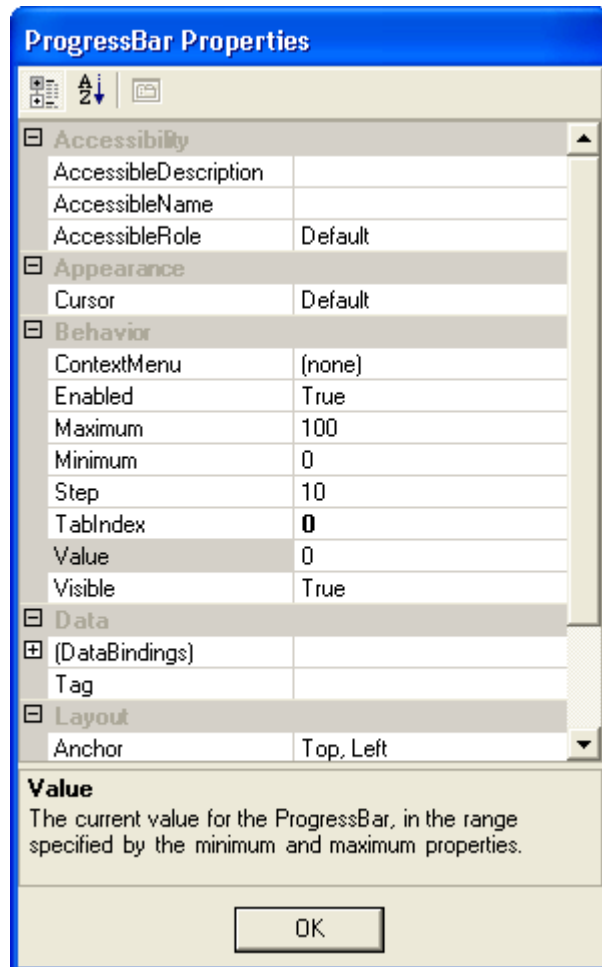 ProgressBar Properties
Accessibility
AccessibleDescription
AccessibleName
AccessibleRole Default
Appearance
Cursor Default
Behavior
ContextMenu (none)
Enabled True
Maximum 100
Minimum 0
Step 10
TabIndex 0
Value 0
Visible True
Data
(DataBindings)
Tag
Layout
Anchor Top, Left
Value
The current value for the ProgressBar, in the range
specified by the minimum and maximum properties.
OK